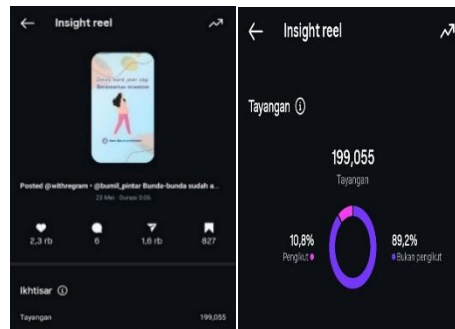 Insight reel
Posted @withregram • @bumil_pintar Bunda-bunda sudah a...
23 Mei · Durasi 0:06
2,3 rb
6
1,6 rb
827
Ikhtisar
Tayangan
199,055
Insight reel
Tayangan
199,055
Tayangan
10,8%
Pengikut
89,2%
Bukan pengikut